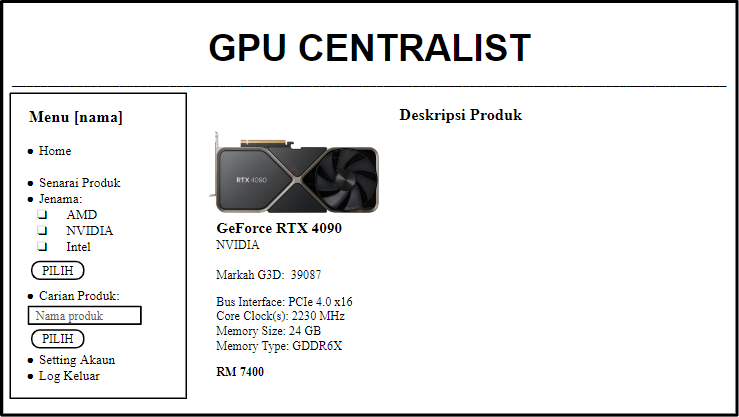 GPU CENTRALIST
Menu [nama]
Home
Senarai Produk
Jenama:
AMD
NVIDIA
Intel
PILIH
Carian Produk:
Nama produk
PILIH
Setting Akaun
Log Keluar
Deskripsi Produk
RTX 4090
GeForce RTX 4090
NVIDIA
Markah G3D: 39087
Bus Interface: PCIe 4.0 x16
Core Clock(s): 2230 MHz
Memory Size: 24 GB
Memory Type: GDDR6X
RM 7400